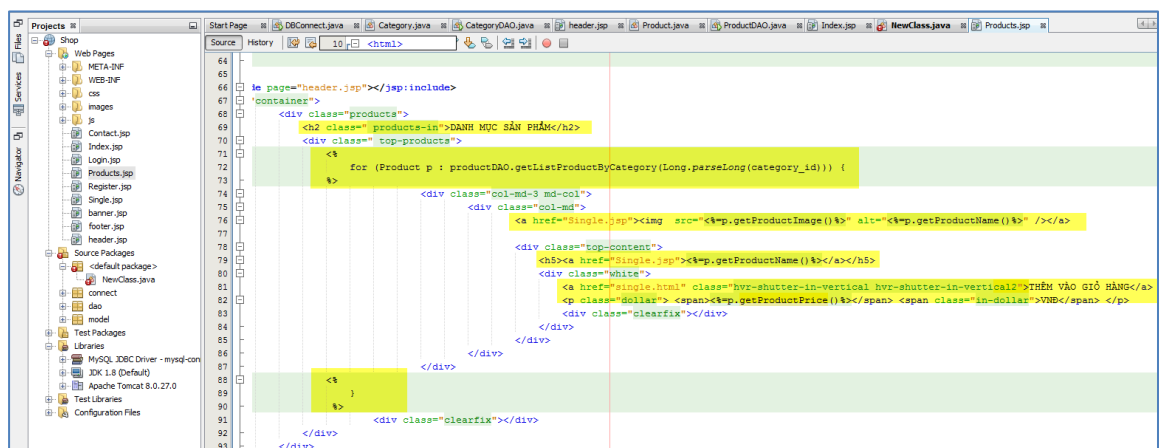 Projects
Files
Services
Navigator
Shop
Web Pages
META-INF
WEB-INF
css
images
js
Contact.jsp
Index.jsp
Login.jsp
Products.jsp
Register.jsp
Single.jsp
banner.jsp
footer.jsp
header.jsp
Source Packages
<default package>
NewClass.java
connect
dao
model
Test Packages
Libraries
MySQL JDBC Driver - mysql-con
JDK 1.8 (Default)
Apache Tomcat 8.0.27.0
Test Libraries
Configuration Files
Start Page DBConnect.java Category.java CategoryDAO.java header.jsp Product.java ProductDAO.java Index.jsp NewClass.java Products.jsp
Source History 10 <html>
64
65
66 de page="header.jsp"></jsp:include>
67 "container">
68 <div class="products">
69 <h2 class=" products-in">DANH MỤC SẢN PHẨM</h2>
70 <div class=" top-products">
71 <%
72 for (Product p : productDAO.getListProductByCategory(Long.parseLong(category_id))) {
73 %>
74 <div class="col-md-3 md-col">
75 <div class="col-md">
76 <a href="Single.jsp"><img src="<%=p.getProductImage()%>" alt="<%=p.getProductName()%>" /></a>
77
78 <div class="top-content">
79 <h5><a href="Single.jsp"><%=p.getProductName()%></a></h5>
80 <div class="white">
81 <a href="single.html" class="hvr-shutter-in-vertical hvr-shutter-in-vertical2">THÊM VÀO GIỎ HÀNG</a>
82 <p class="dollar"> <span><%=p.getProductPrice()%></span> <span class="in-dollar">VNĐ</span> </p>
83 <div class="clearfix"></div>
84 </div>
85 </div>
86 </div>
87 </div>
88 <%
89 }
90 %>
91 <div class="clearfix"></div>
92 </div>
93 </div>